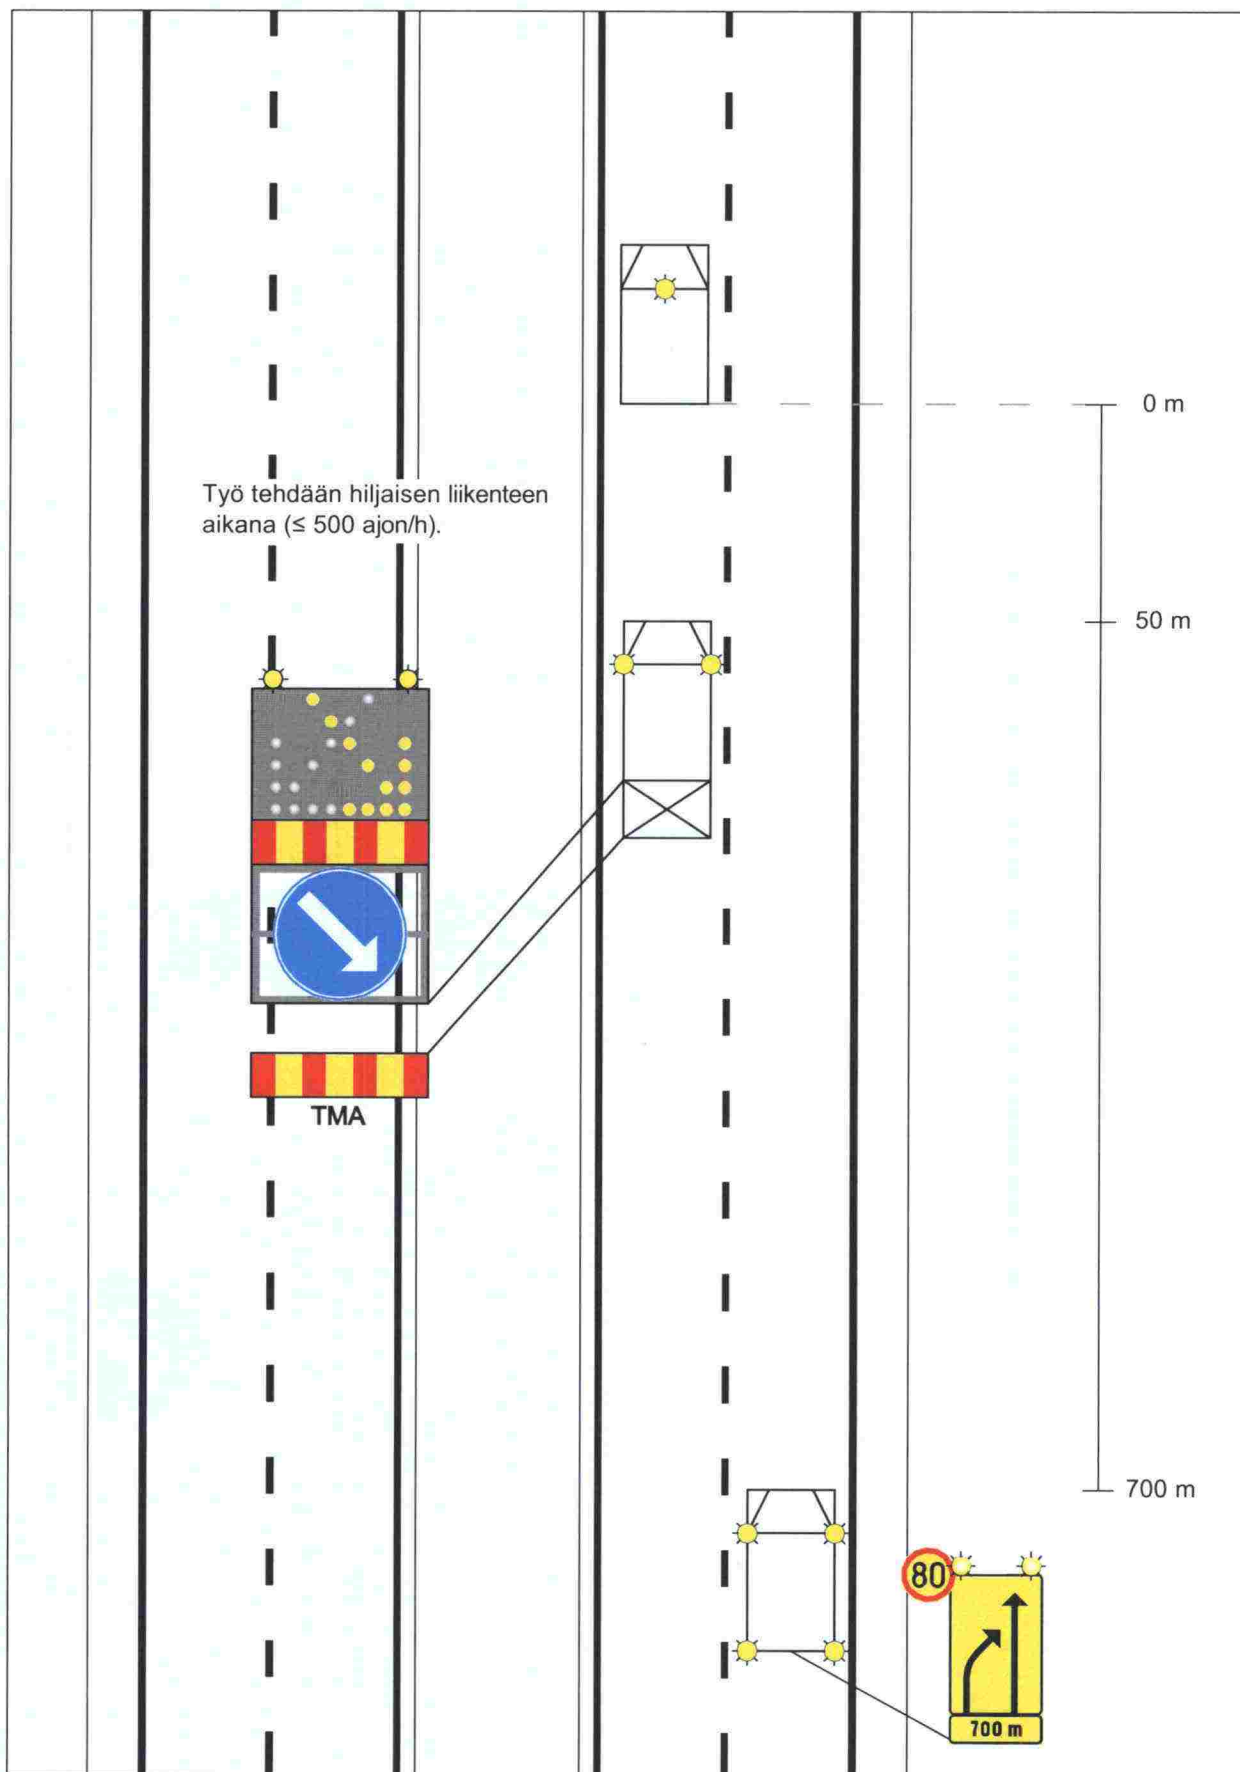 0 m
Työ tehdään hiljaisen liikenteen
aikana (≤ 500 ajon/h).
50 m
TMA
700 m
80
700 m